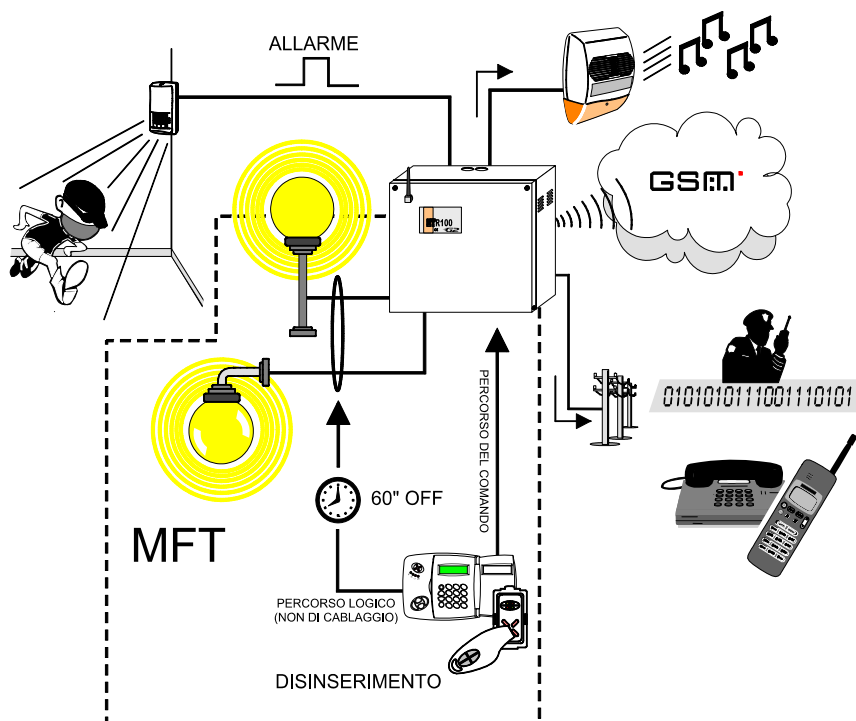 ALLARME
GSM
R100
PERCORSO DEL COMANDO
0101010111001110101
60" OFF
MFT
PERCORSO LOGICO
(NON DI CABLAGGIO)
DISINSERIMENTO